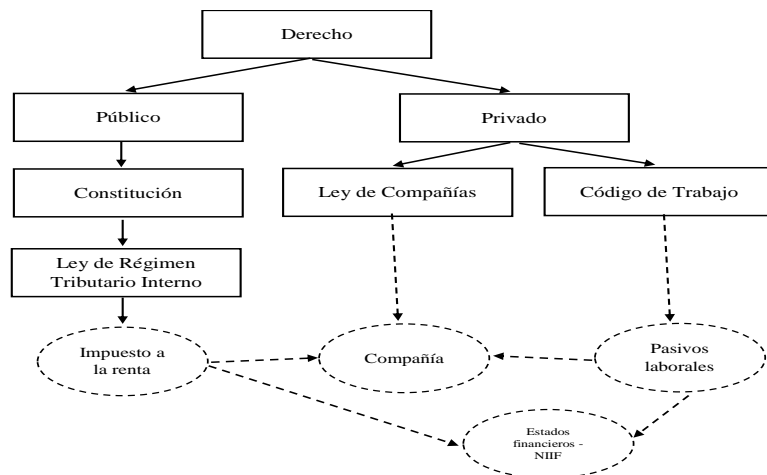 Derecho
Público
Privado
Constitución
Ley de Compañías
Código de Trabajo
Ley de Régimen
Tributario Interno
Impuesto a
la renta
Compañía
Pasivos
laborales
Estados
financieros -
NIIF